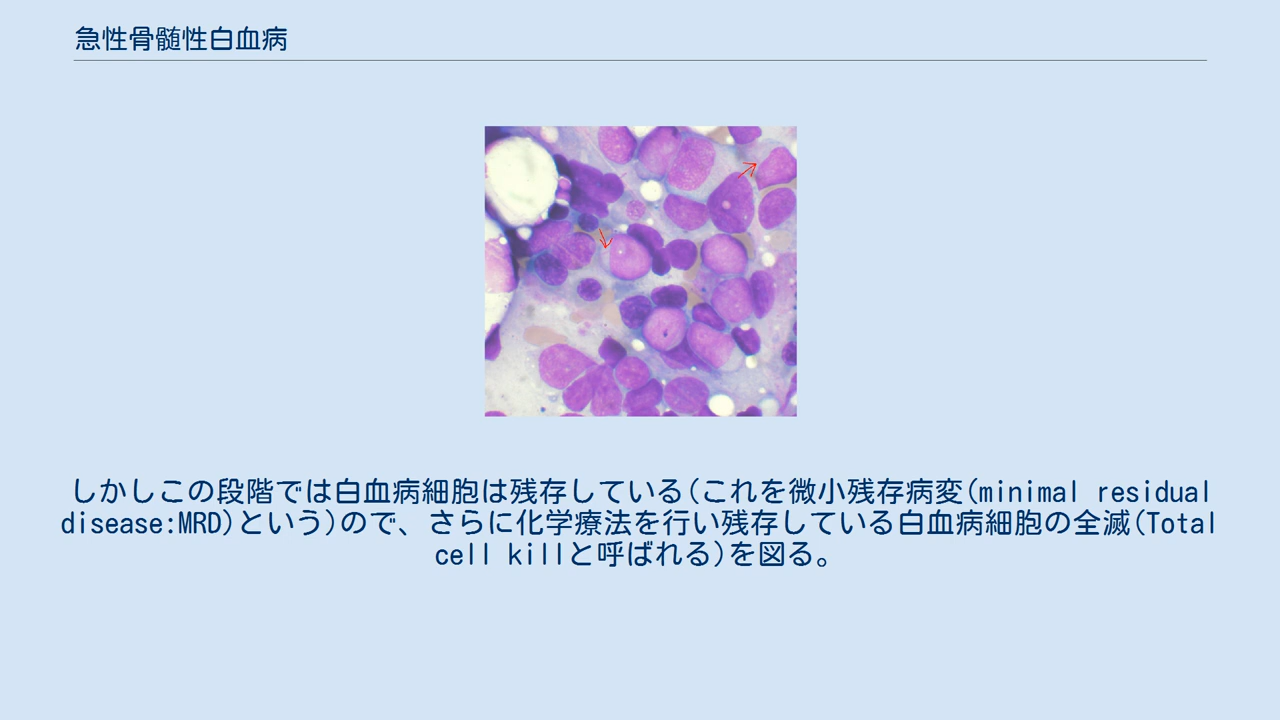 急性骨髄性白血病
しかしこの段階では白血病細胞は残存している(これを微小残存病変(minimal residual
disease:MRD)という)ので、さらに化学療法を行い残存している白血病細胞の全滅(Total
cell killと呼ばれる)を図る。